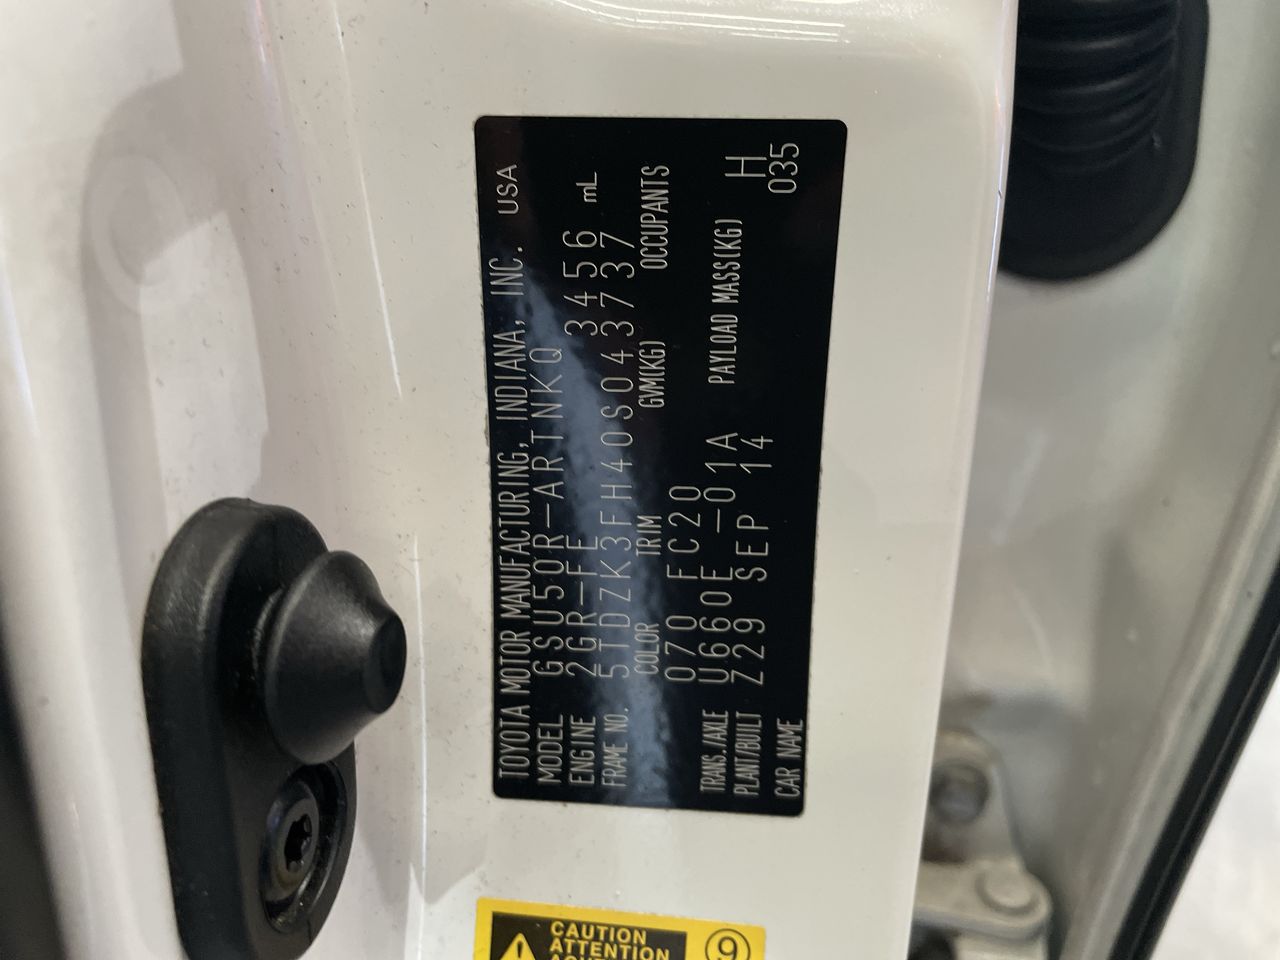 TOYOTA MOTOR MANUFACTURING, INDIANA, INC. USA
MODEL GSU50R-ARTNKQ
ENGINE 2GR-FE 3456 mL
FRAME NO. 5TDZK3FH40S043737
COLOR TRIM GVM(KG) OCCUPANTS
070 FC20
TRANS./AXLE U660E -01A PAYLOAD MASS(KG) H
PLANT/BUILT Z29 SEP 14
CAR NAME 035
CAUTION
ATTENTION
9